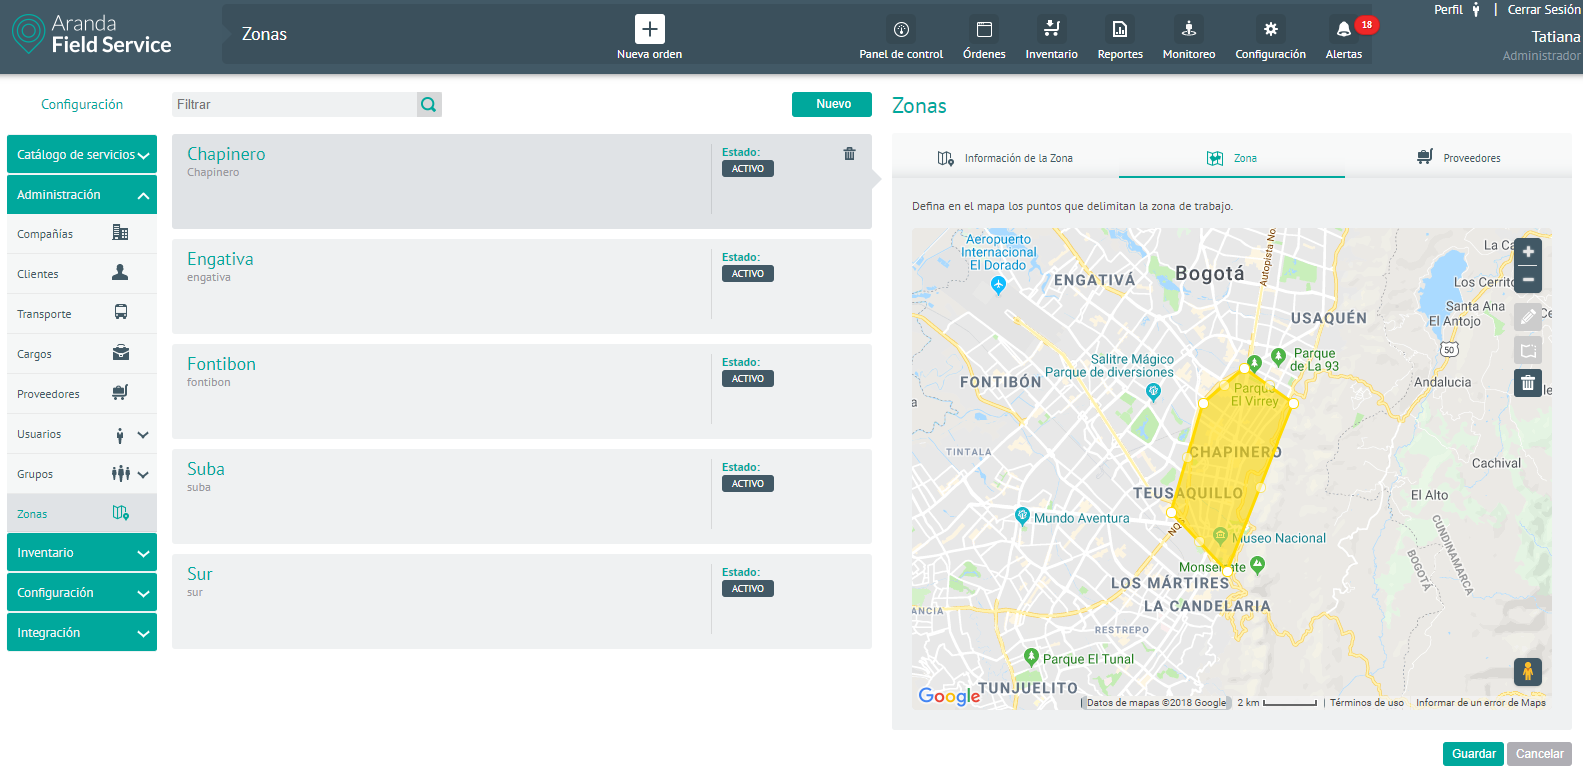 Aranda
Field Service
Zonas
Nueva orden
Panel de control
Órdenes
Inventario
Reportes
Monitoreo
Configuración
Alertas
18
Perfil | Cerrar Sesión
Tatiana
Administrador
Configuración
Catálogo de servicios
Administración
Compañías
Clientes
Transporte
Cargos
Proveedores
Usuarios
Grupos
Zonas
Inventario
Configuración
Integración
Filtrar
Nuevo
Chapinero
Chapinero
Estado:
ACTIVO
Engativa
engativa
Estado:
ACTIVO
Fontibon
fontibon
Estado:
ACTIVO
Suba
suba
Estado:
ACTIVO
Sur
sur
Estado:
ACTIVO
Zonas
Información de la Zona
Zona
Proveedores
Defina en el mapa los puntos que delimitan la zona de trabajo.
Aeropuerto
Internacional
El Dorado
ENGATIVÁ
Bogotá
Autopista No.
USAQUÉN
La Ca
Los Cerrito
Santa Ana
El Antojo
50
Salitre Mágico
Parque de diversiones
Parque
de La 93
FONTIBÓN
Parque
El Virrey
Andalucia
TINTALA
CHAPINERO
Cachival
TEUSAQUILLO
El Alto
Mundo Aventura
NQ
Museo Nacional
CUNDINAMARCA
BOGOTÁ
LOS MÁRTIRES
LA CANDELARIA
ANCIA
RESTREPO
Parque El Tunal
TUNJUELITO
Google
Datos de mapas ©2018 Google
2 km
Términos de uso
Informar de un error de Maps
Guardar
Cancelar